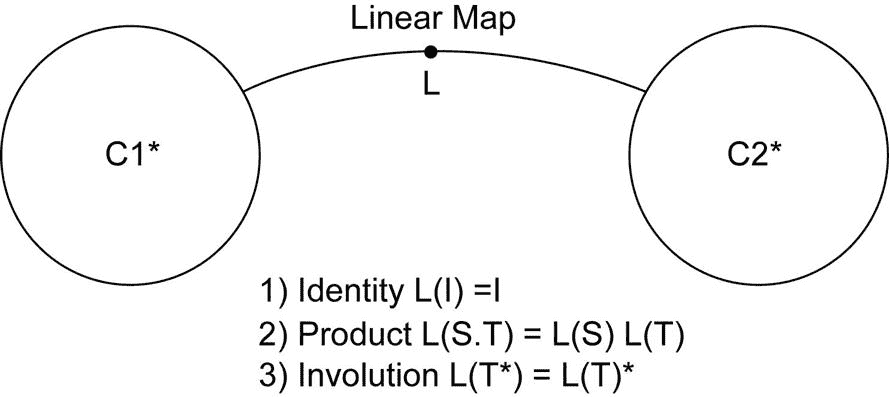 Linear Map
L
C1*
C2*
1) Identity L(I) =I
2) Product L(S.T) = L(S) L(T)
3) Involution L(T*) = L(T)*